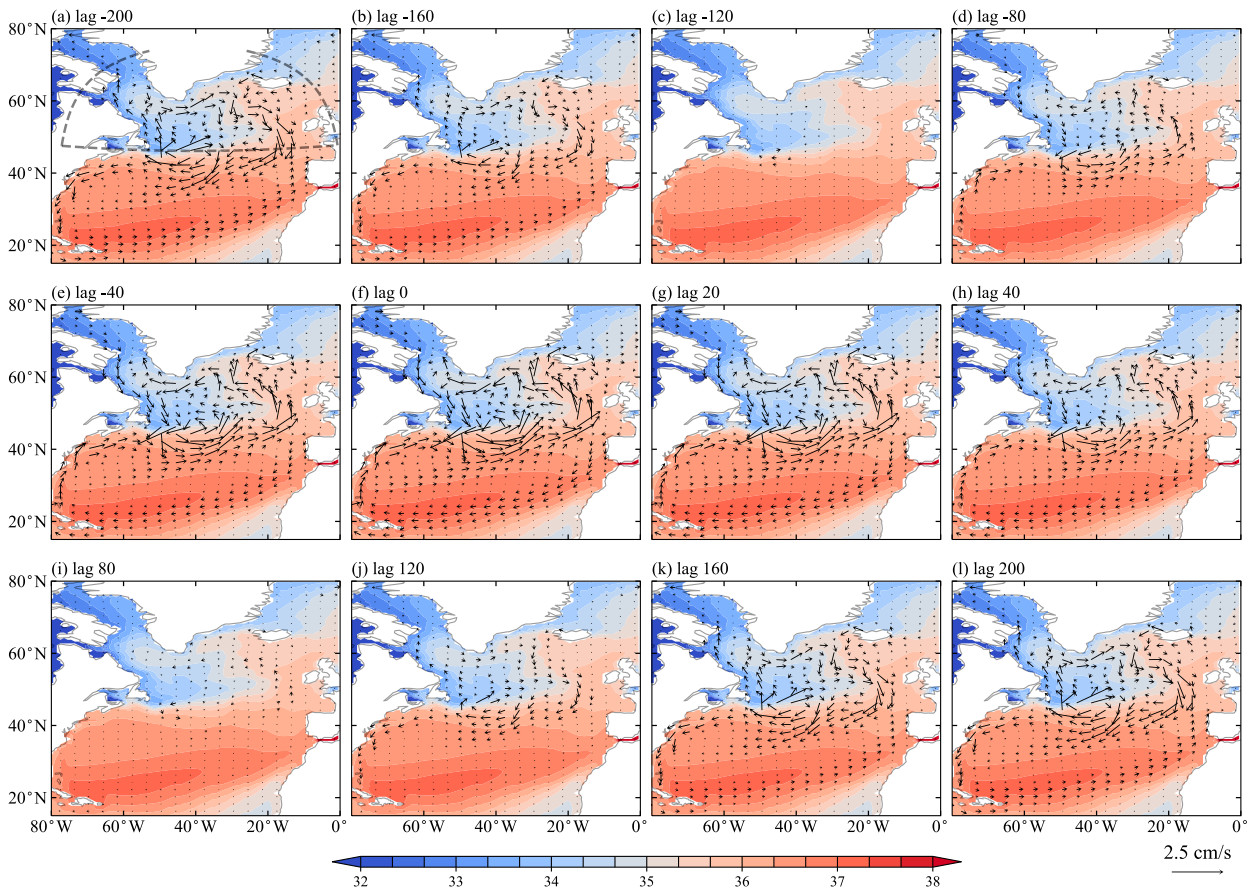 (a) lag -200 (b) lag -160 (c) lag -120 (d) lag -80
80°N
60°N
40°N
20°N
(e) lag -40 (f) lag 0 (g) lag 20 (h) lag 40
80°N
60°N
40°N
20°N
(i) lag 80 (j) lag 120 (k) lag 160 (l) lag 200
80°N
60°N
40°N
20°N
80°W 60°W 40°W 20°W 0° 60°W 40°W 20°W 0° 60°W 40°W 20°W 0° 60°W 40°W 20°W 0°
2.5 cm/s
32 33 34 35 36 37 38